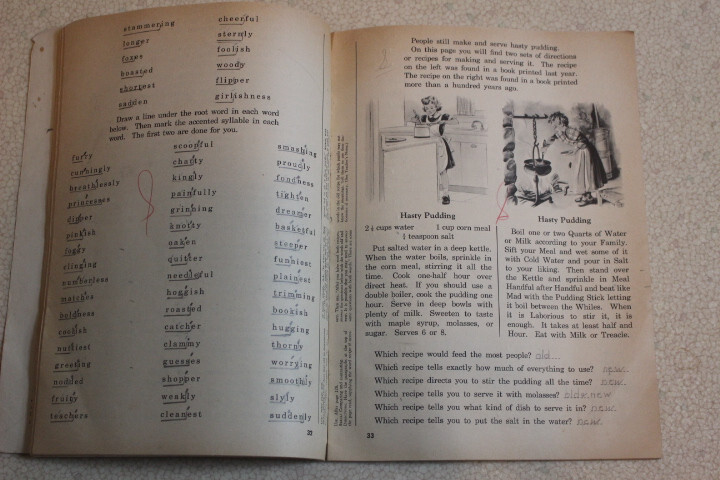 stammering cheerful
longer sternly
foxes foolish
boasted woody
shortest flipper
sadden girlishness
Draw a line under the root word in each word
below. Then mark the accented syllable in each
word. The first two are done for you.
furry scoopful smashing
cunningly chatty proudly
breathlessly kingly fondness
princesses painfully tighten
dipper grinning dreamer
pinkish knotty basketful
foggy oaken steeper
clinging quitter funniest
numberless needleful plainest
matches hoggish trimming
boldness roasted bookish
catcher hugging
nuttiest clammy thorny
greeting guesses worrying
nodded shopper smoothly
fruity weakly slyly
teachers cleanest suddenly
32
People still make and serve hasty pudding.
On this page you will find two sets of directions
or recipes for making and serving it. The recipe
on the left was found in a book printed last year.
The recipe on the right was found in a book printed
more than a hundred years ago.
Hasty Pudding
cups water 1 cup corn meal
teaspoon salt
Put salted water in a deep kettle.
When the water boils, sprinkle in
the corn meal, stirring it all the
time. Cook one-half hour over
direct heat. If you should use a
double boiler, cook the pudding one
hour. Serve in deep bowls with
plenty of milk. Sweeten to taste
with maple syrup, molasses, or
sugar. Serves 6 or 8.
Hasty Pudding
Boil one or two Quarts of Water
or Milk according to your Family.
Sift your Meal and wet some of it
with Cold Water and pour in Salt
to your liking. Then stand over
the Kettle and sprinkle in Meal
Handful after Handful and beat like
Mad with the Pudding Stick letting
it boil between the Whiles. When
it is Laborious to stir it, it is
enough. It takes at least half and
Hour. Eat with Milk or Treacle.
Which recipe would feed the most people? old
Which recipe tells exactly how much of everything to use? new
Which recipe directs you to stir the pudding all the time? new
Which recipe tells you to serve it with molasses? old & new
Which recipe tells you what kind of dish to serve it in? new
Which recipe tells you to put the salt in the water? new
33